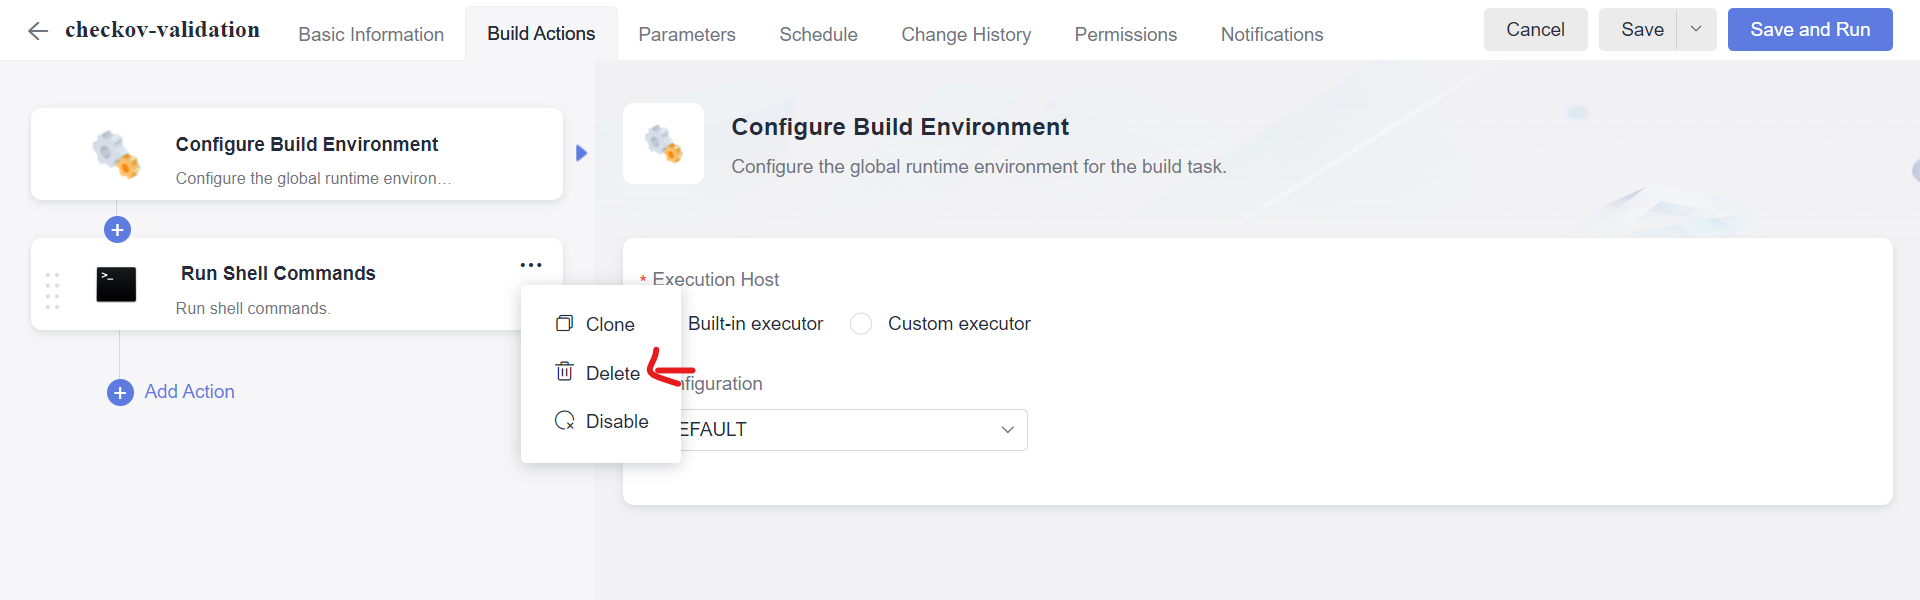 checkov-validation
Basic Information
Build Actions
Parameters
Schedule
Change History
Permissions
Notifications
Cancel
Save
Save and Run
Configure Build Environment
Configure the global runtime environ...
Run Shell Commands
Run shell commands.
Add Action
Clone
Delete
Disable
Configure Build Environment
Configure the global runtime environment for the build task.
* Execution Host
Built-in executor
Custom executor
figuration
EFAULT